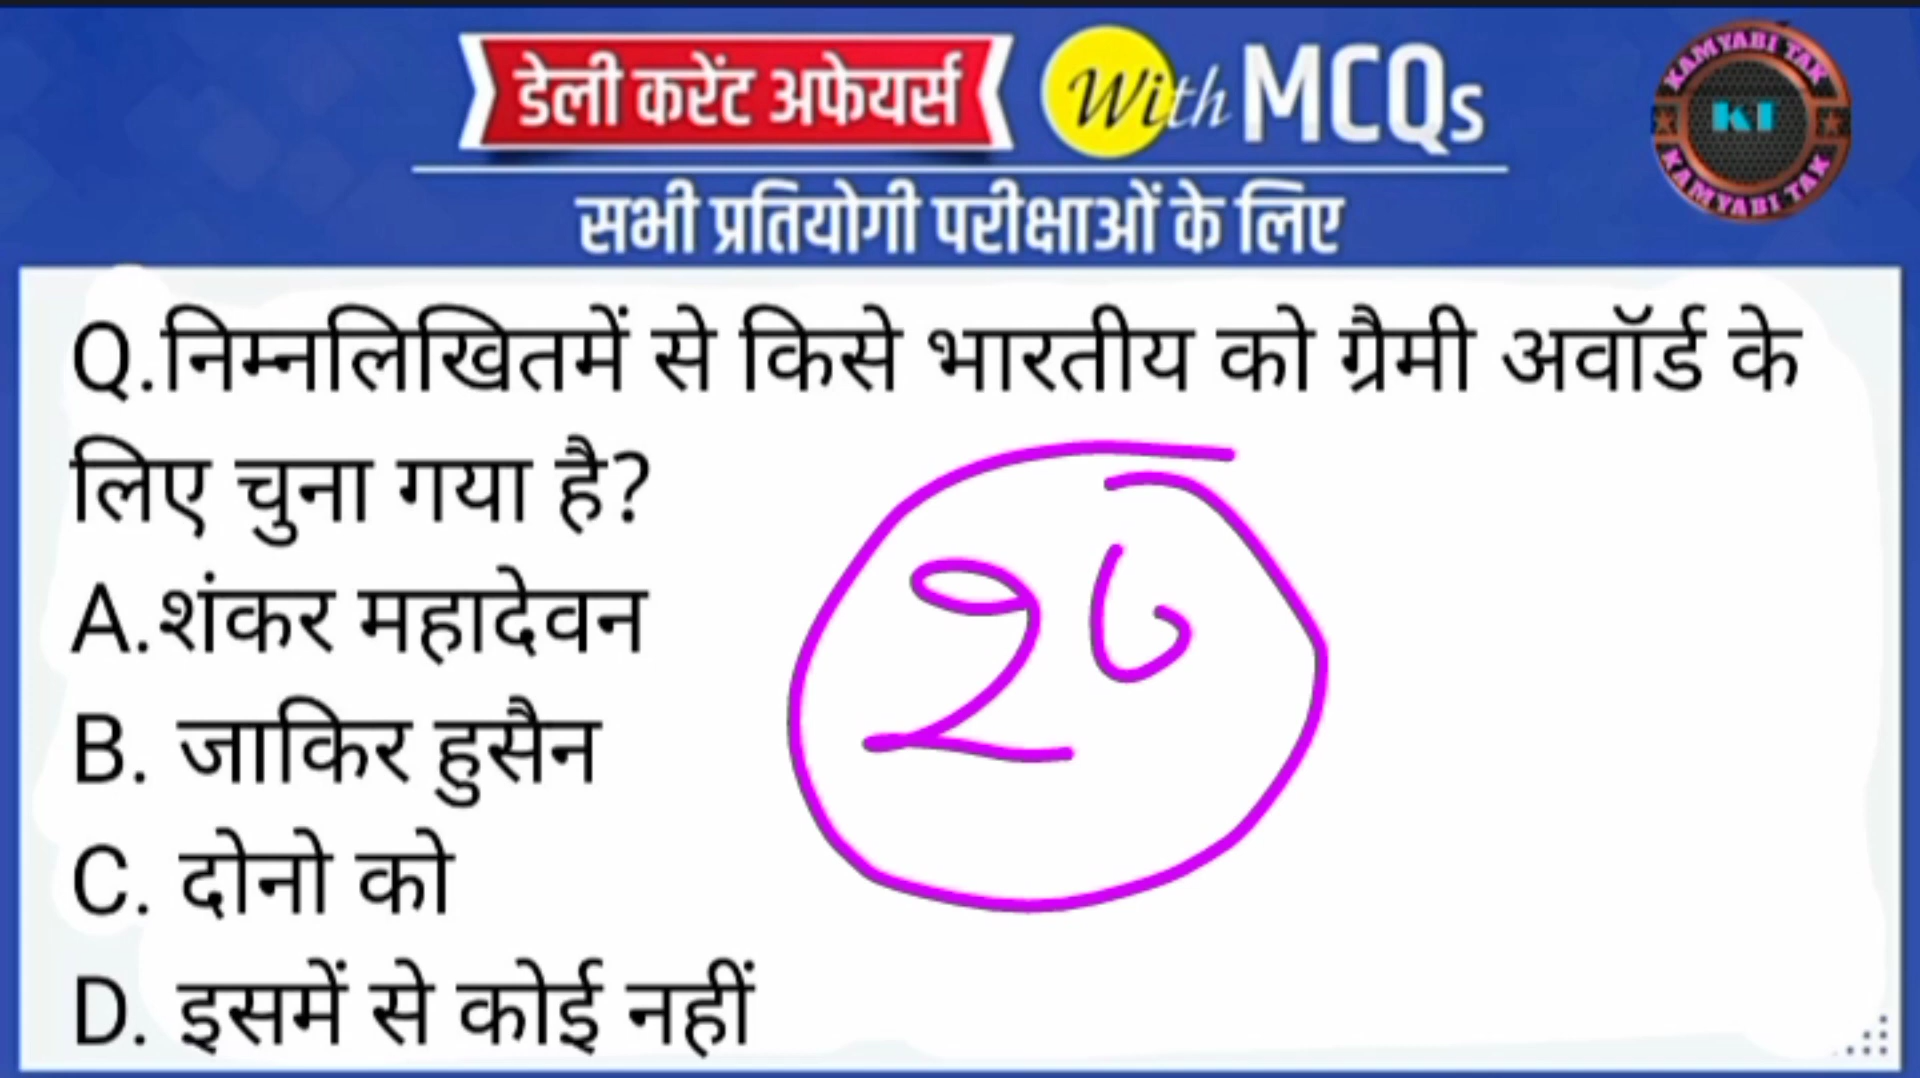 डेली करेंट अफेयर्स With MCQs
KAMYABI TAK
KT
KAMYABI TAK
सभी प्रतियोगी परीक्षाओं के लिए
Q.निम्नलिखितमें से किसे भारतीय को ग्रैमी अवॉर्ड के
लिए चुना गया है?
A.शंकर महादेवन
B. जाकिर हुसैन
C. दोनो को
D. इसमें से कोई नहीं
26